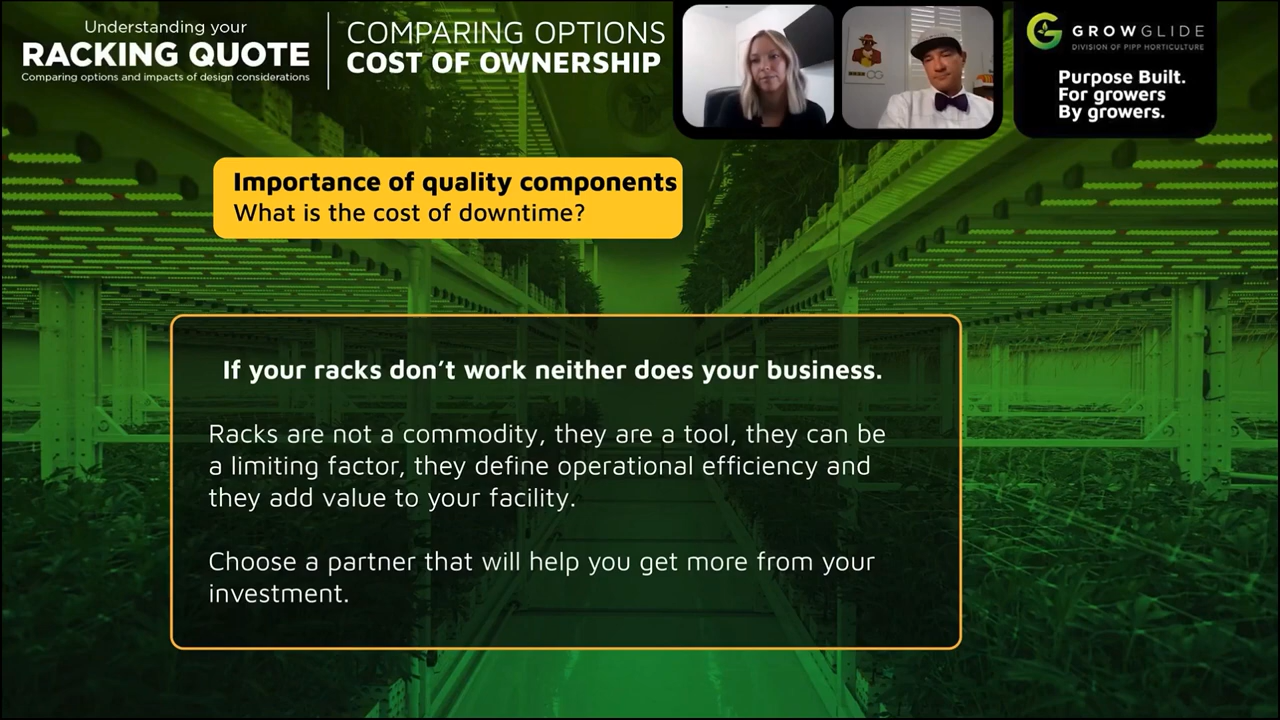 Understanding your
RACKING QUOTE
Comparing options and impacts of design considerations
COMPARING OPTIONS
COST OF OWNERSHIP
GROWGLIDE
DIVISION OF PIPP HORTICULTURE
Purpose Built.
For growers
By growers.
Importance of quality components
What is the cost of downtime?
If your racks don’t work neither does your business.
Racks are not a commodity, they are a tool, they can be
a limiting factor, they define operational efficiency and
they add value to your facility.
Choose a partner that will help you get more from your
investment.